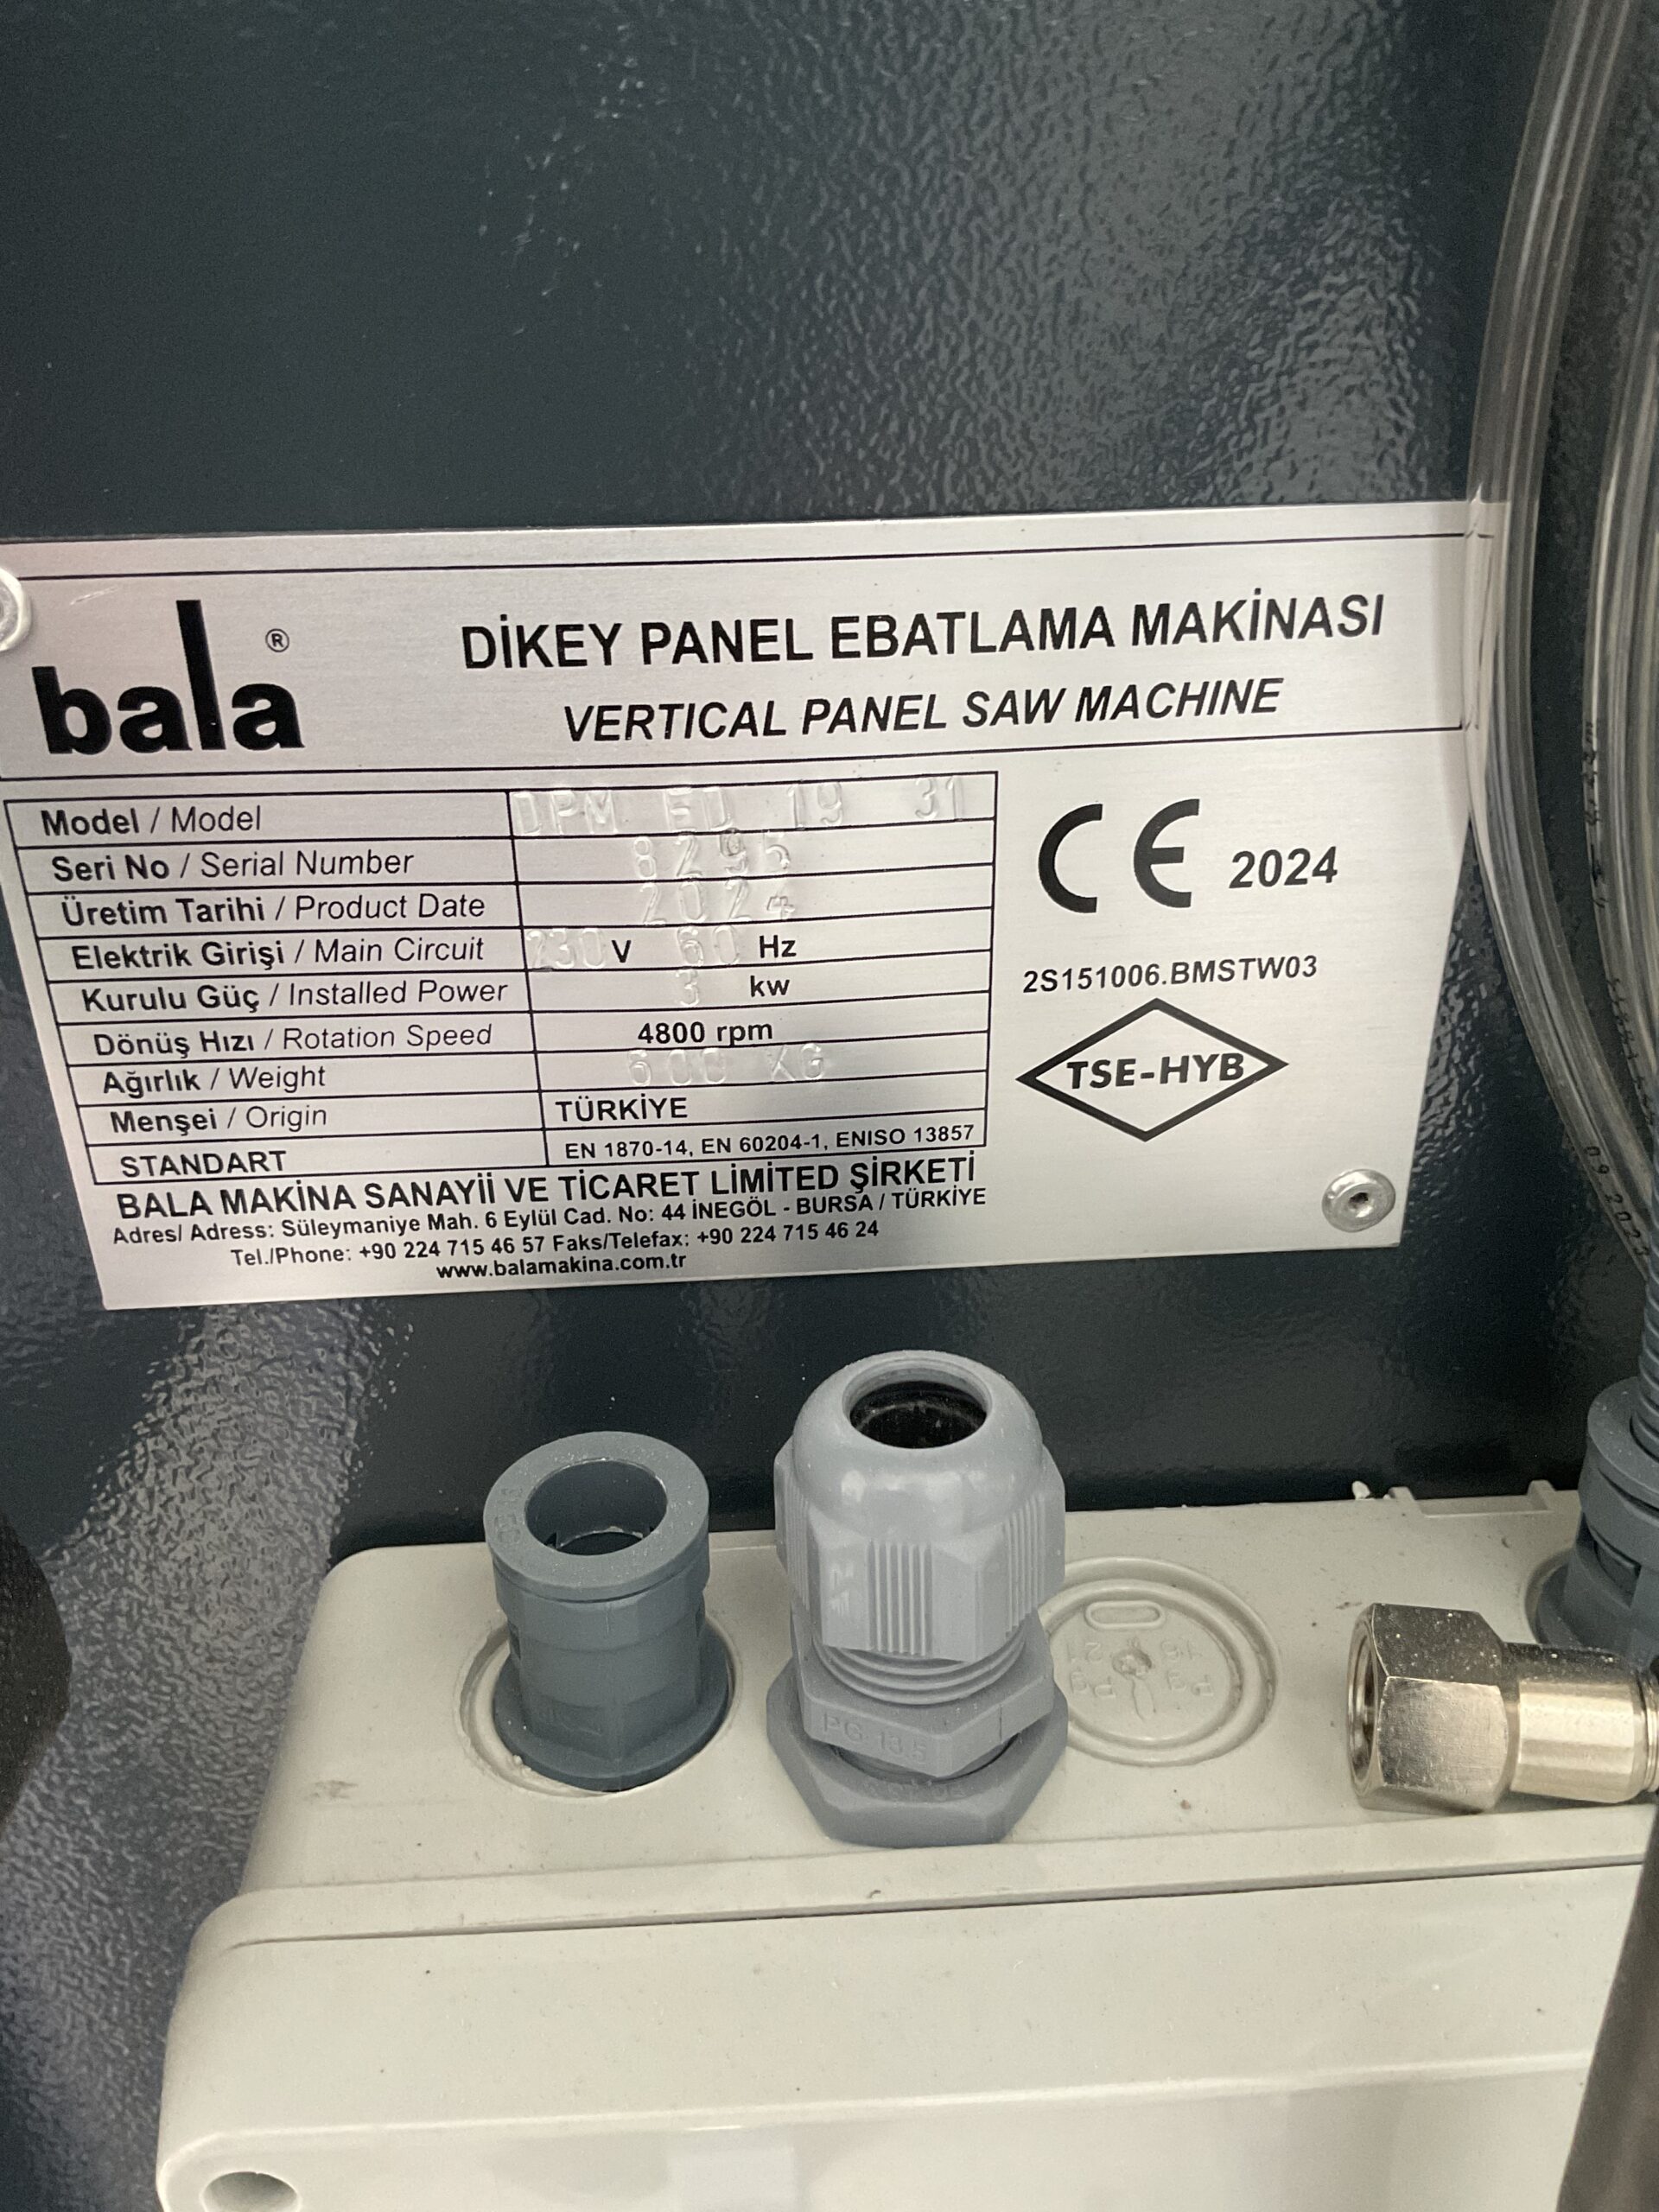 bala®
DİKEY PANEL EBATLAMA MAKİNASI
VERTICAL PANEL SAW MACHINE
Model / Model DPM 19 31
Seri No / Serial Number 8295
Üretim Tarihi / Product Date 2024
Elektrik Girişi / Main Circuit 230 V 60 Hz
Kurulu Güç / Installed Power 3 kw
Dönüş Hızı / Rotation Speed 4800 rpm
Ağırlık / Weight 600 KG
Menşei / Origin TÜRKİYE
STANDART EN 1870-14, EN 60204-1, ENISO 13857
BALA MAKİNA SANAYİİ VE TİCARET LİMİTED ŞİRKETİ
Adres/ Adress: Süleymaniye Mah. 6 Eylül Cad. No: 44 İNEGÖL - BURSA / TÜRKİYE
Tel./Phone: +90 224 715 46 57 Faks/Telefax: +90 224 715 46 24
www.balamakina.com.tr
CE 2024
2S151006.BMSTW03
TSE-HYB
09 2023
PG 13.5
Pg 16
Pg 21